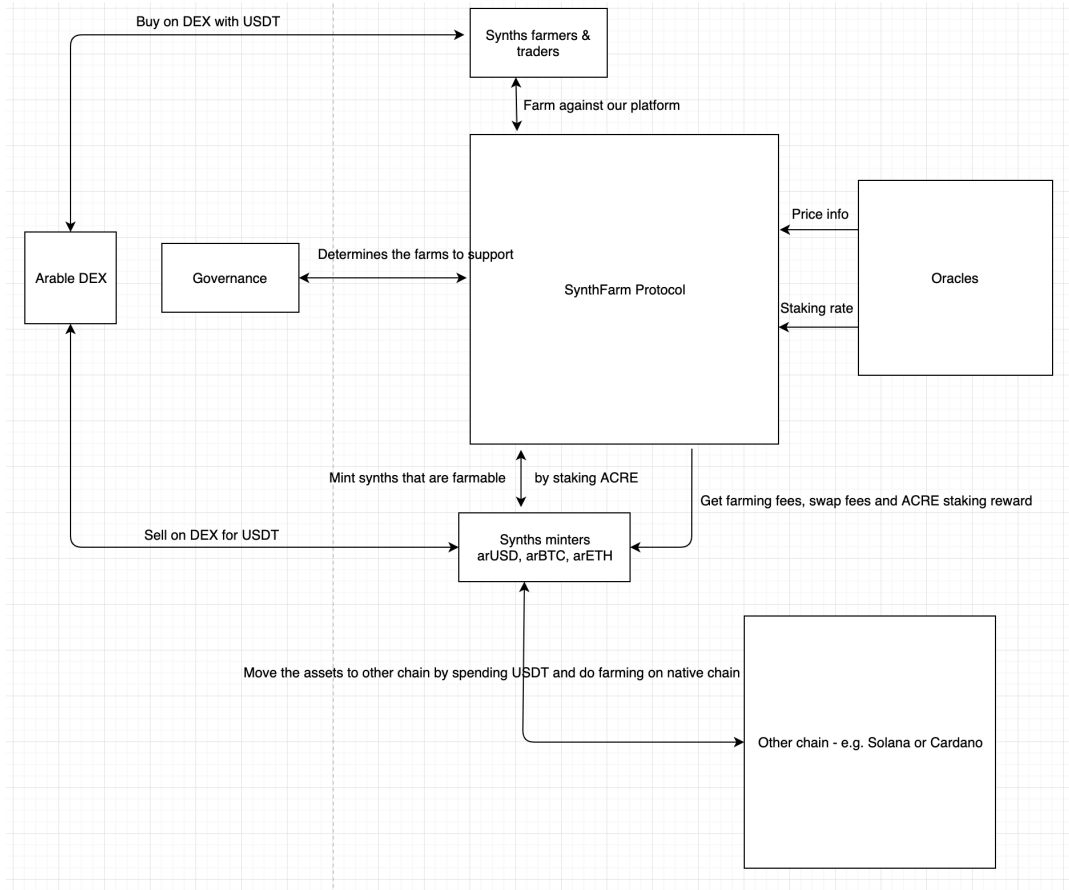 Buy on DEX with USDT
Synths farmers &
traders
Farm against our platform
Price info
Determines the farms to support
Arable DEX
Governance
SynthFarm Protocol
Oracles
Staking rate
Mint synths that are farmable
by staking ACRE
Get farming fees, swap fees and ACRE staking reward
Sell on DEX for USDT
Synths minters
arUSD, arBTC, arETH
Move the assets to other chain by spending USDT and do farming on native chain
Other chain - e.g. Solana or Cardano